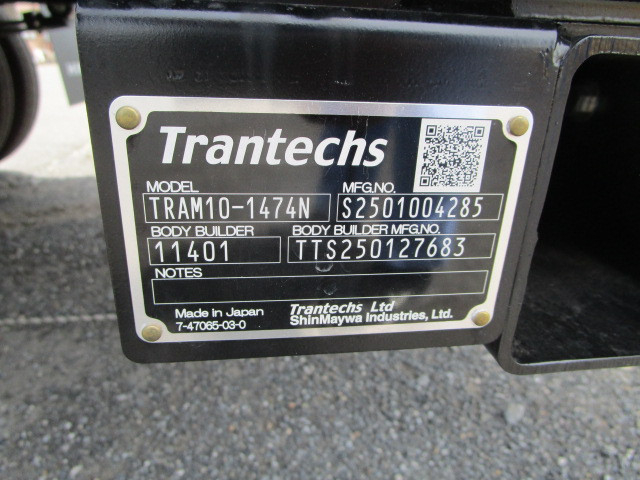 Trantechs
MODEL MFG.NO.
TRAM10-1474N S2501004285
BODY BUILDER BODY BUILDER MFG.NO.
11401 TTS250127683
NOTES
Made in Japan Trantechs Ltd
7-47065-03-0 ShinMaywa Industries, Ltd.